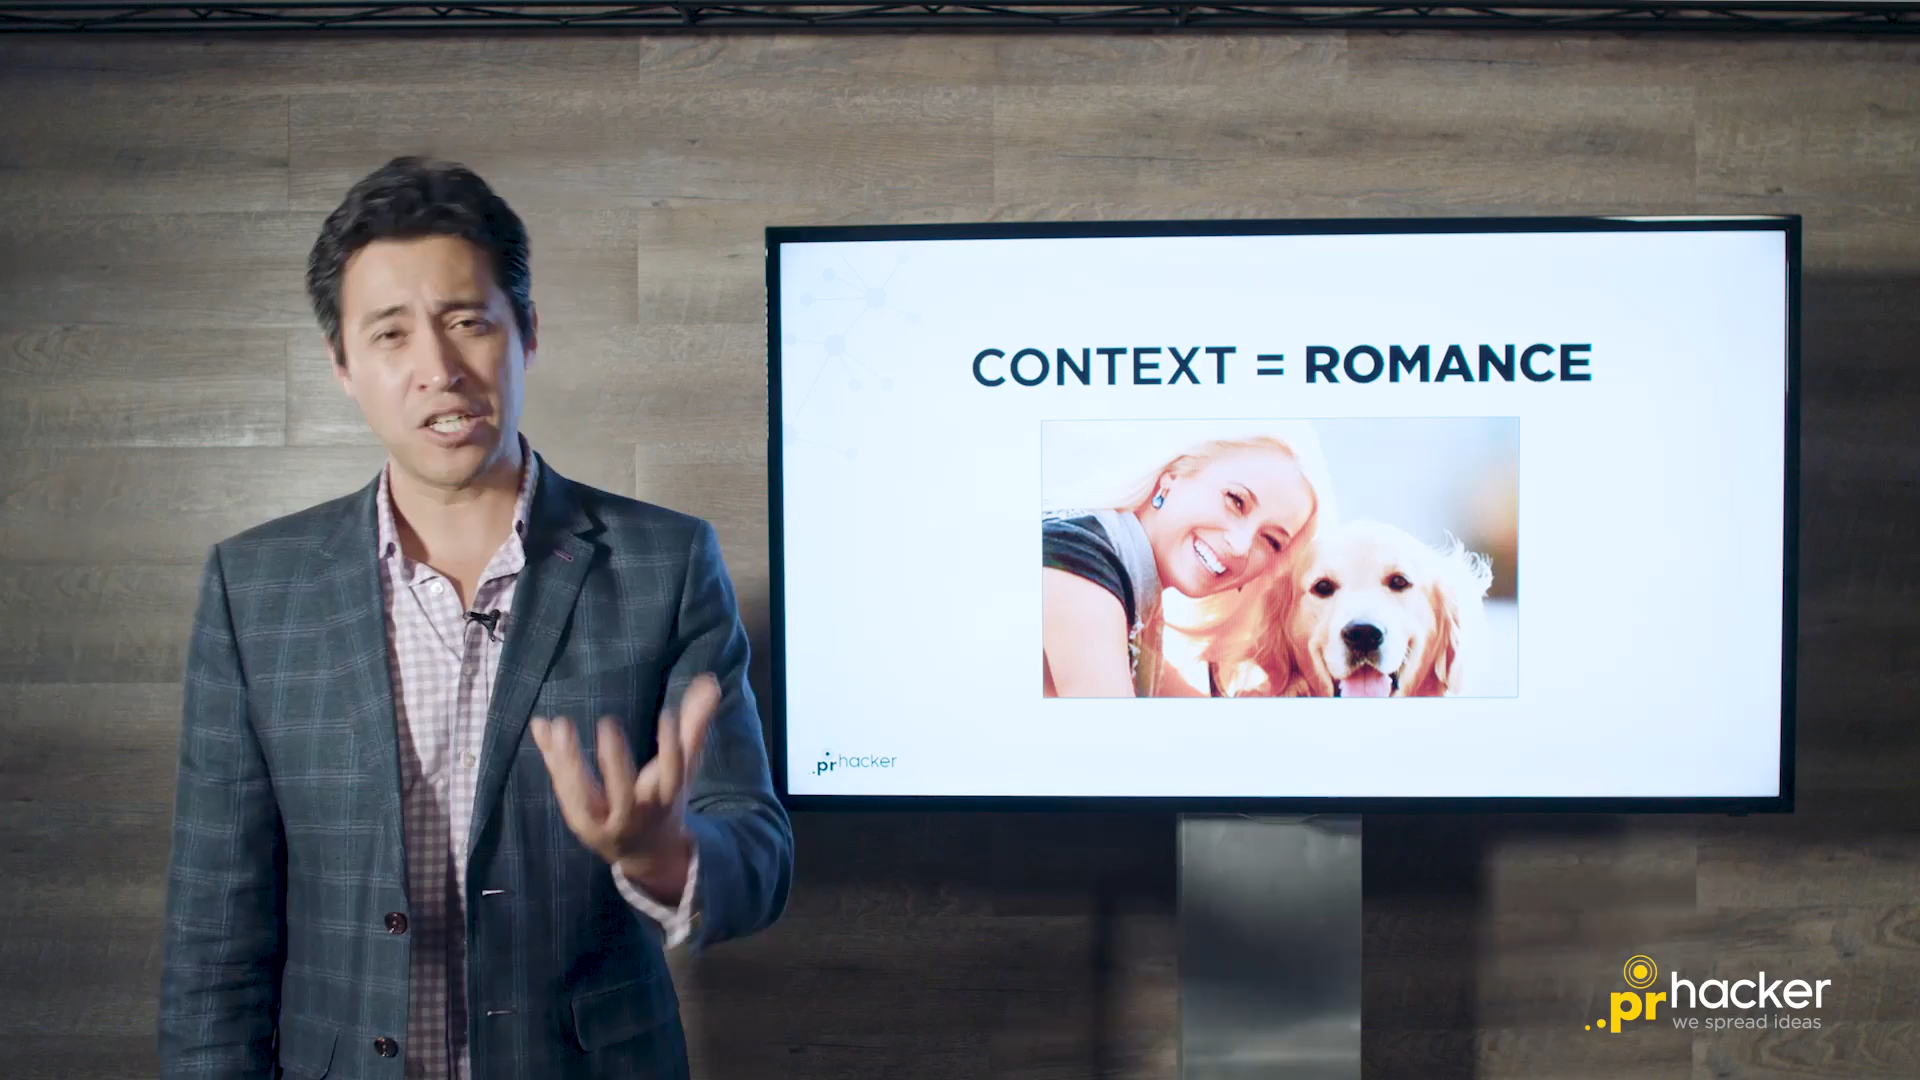 CONTEXT = ROMANCE
..prhacker
..prhacker
we spread ideas